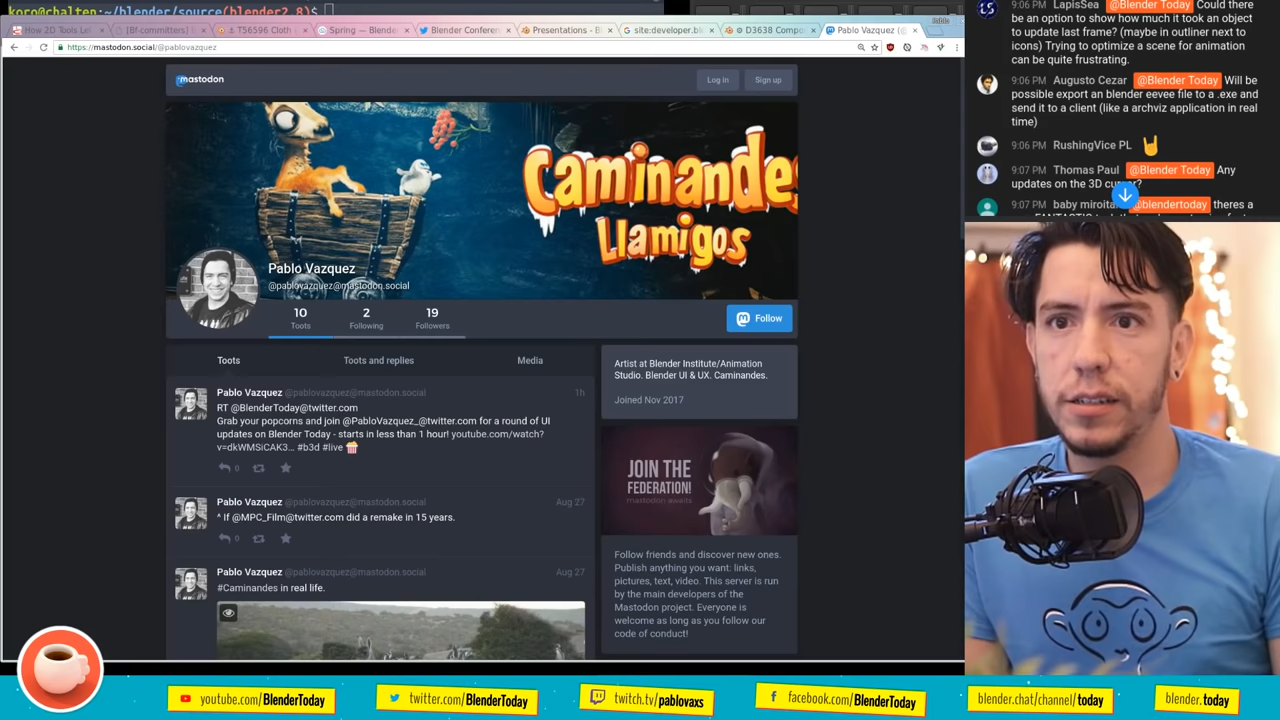 koro@chalten:~/blender/source(blender2.8)$
How 2D Tools Lei
[Bf-committers] I
T56596 Cloth
Spring — Blende
Blender Conferen
Presentations - Bl
site:developer.bl
D3638 Compo
Pablo Vazquez (@
https://mastodon.social/@pablovazquez
mastodon
Log in
Sign up
Caminandes
Llamigos
Pablo Vazquez
@pablovazquez@mastodon.social
10
Toots
2
Following
19
Followers
Follow
Toots
Toots and replies
Media
Pablo Vazquez @pablovazquez@mastodon.social 1h
RT @BlenderToday@twitter.com
Grab your popcorns and join @PabloVazquez_@twitter.com for a round of UI
updates on Blender Today - starts in less than 1 hour! youtube.com/watch?
v=dkWMSiCAK3… #b3d #live
0
Pablo Vazquez @pablovazquez@mastodon.social Aug 27
^ If @MPC_Film@twitter.com did a remake in 15 years.
0
Pablo Vazquez @pablovazquez@mastodon.social Aug 27
#Caminandes in real life.
Artist at Blender Institute/Animation
Studio. Blender UI & UX. Caminandes.
Joined Nov 2017
JOIN THE
FEDERATION!
mastodon awaits
Follow friends and discover new ones.
Publish anything you want: links,
pictures, text, video. This server is run
by the main developers of the
Mastodon project. Everyone is
welcome as long as you follow our
code of conduct!
9:06 PM LapisSea @Blender Today Could there
be an option to show how much it took an object
to update last frame? (maybe in outliner next to
icons) Trying to optimize a scene for animation
can be quite frustrating.
9:06 PM Augusto Cezar @Blender Today Will be
possible export an blender eevee file to a .exe and
send it to a client (like a archviz application in real
time)
9:06 PM RushingVice PL
9:07 PM Thomas Paul @Blender Today Any
updates on the 3D cursor?
9:07 PM baby miroita @blendertoday theres a
youtube.com/BlenderToday
twitter.com/BlenderToday
twitch.tv/pablovaxs
facebook.com/BlenderToday
blender.chat/channel/today
blender.today